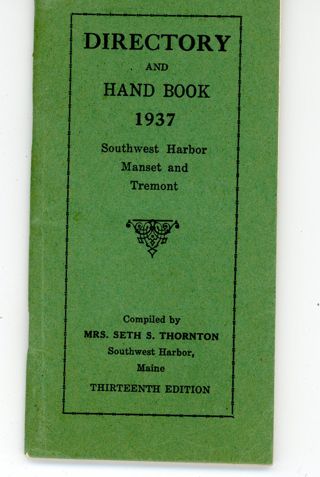 DIRECTORY
AND
HAND BOOK
1937
Southwest Harbor
Manset and
Tremont
Compiled by
MRS. SETH S. THORNTON
Southwest Harbor,
Maine
THIRTEENTH EDITION